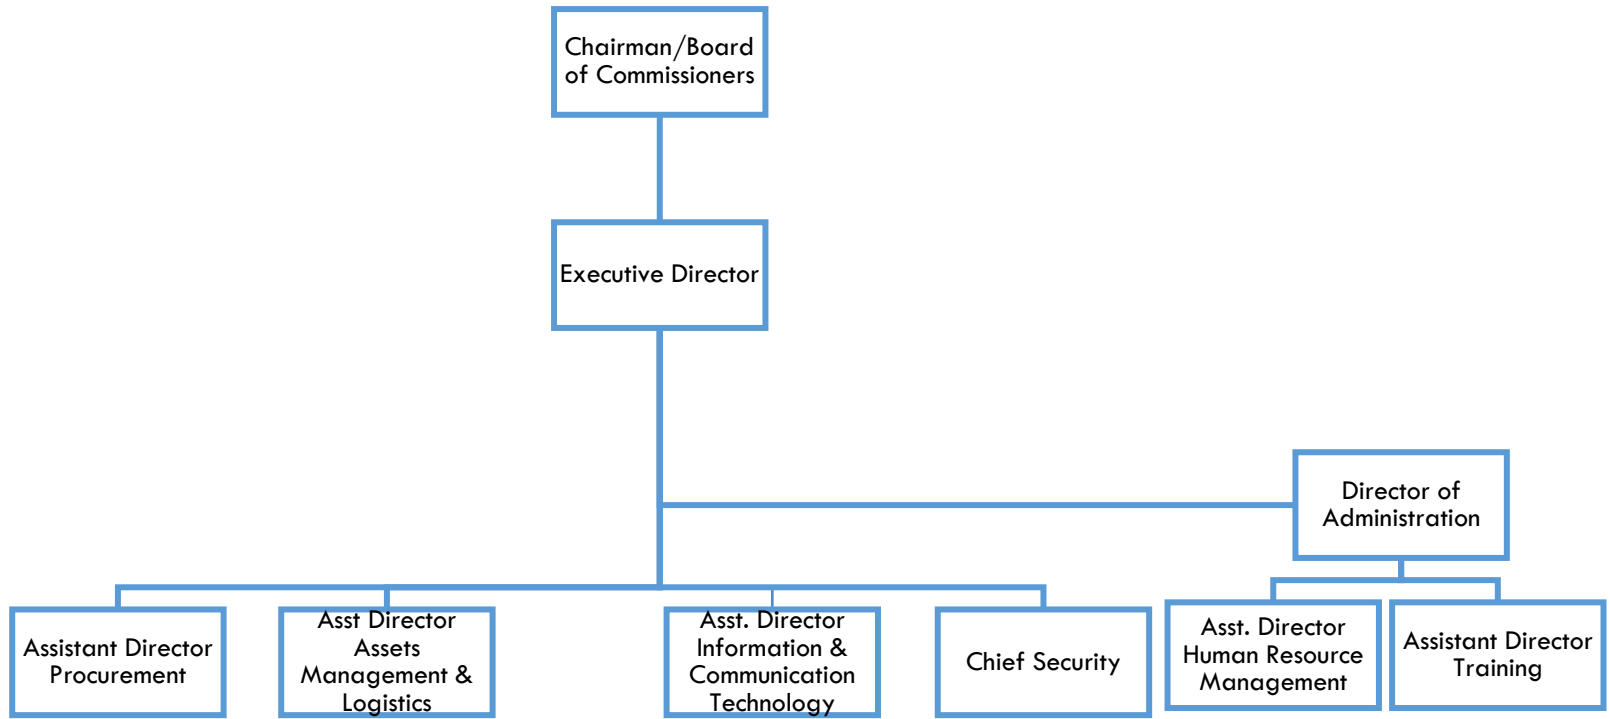 Chairman/Board
of Commissioners
Executive Director
Director of
Administration
Assistant Director
Procurement
Asst Director
Assets
Management &
Logistics
Asst. Director
Information &
Communication
Technology
Chief Security
Asst. Director
Human Resource
Management
Assistant Director
Training